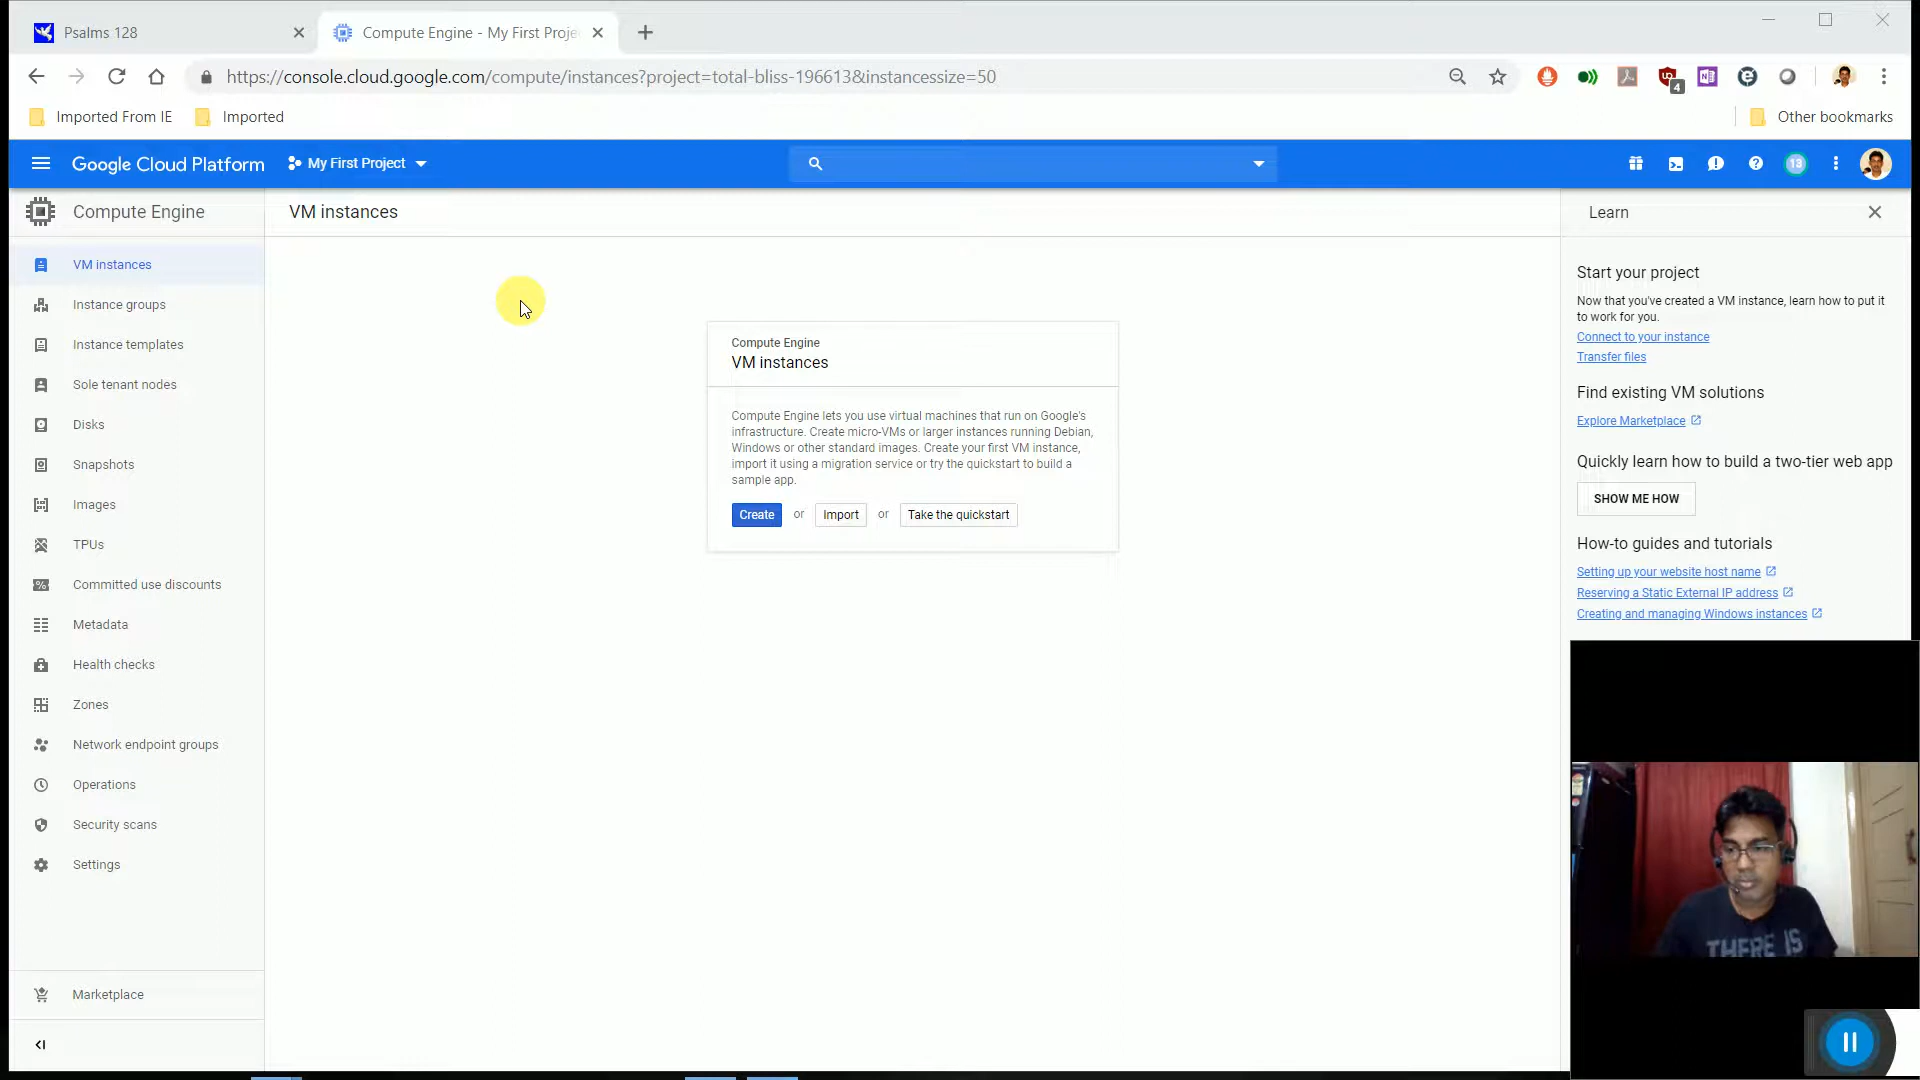 Psalms 128
Compute Engine - My First Proje
https://console.cloud.google.com/compute/instances?project=total-bliss-196613&instancessize=50
4
Imported From IE
Imported
Other bookmarks
Google Cloud Platform
My First Project
13
Compute Engine
VM instances
Instance groups
Instance templates
Sole tenant nodes
Disks
Snapshots
Images
TPUs
Committed use discounts
Metadata
Health checks
Zones
Network endpoint groups
Operations
Security scans
Settings
Marketplace
VM instances
Compute Engine
VM instances
Compute Engine lets you use virtual machines that run on Google's
infrastructure. Create micro-VMs or larger instances running Debian,
Windows or other standard images. Create your first VM instance,
import it using a migration service or try the quickstart to build a
sample app.
Create or Import or Take the quickstart
Learn
Start your project
Now that you've created a VM instance, learn how to put it
to work for you.
Connect to your instance
Transfer files
Find existing VM solutions
Explore Marketplace
Quickly learn how to build a two-tier web app
SHOW ME HOW
How-to guides and tutorials
Setting up your website host name
Reserving a Static External IP address
Creating and managing Windows instances
THERE IS